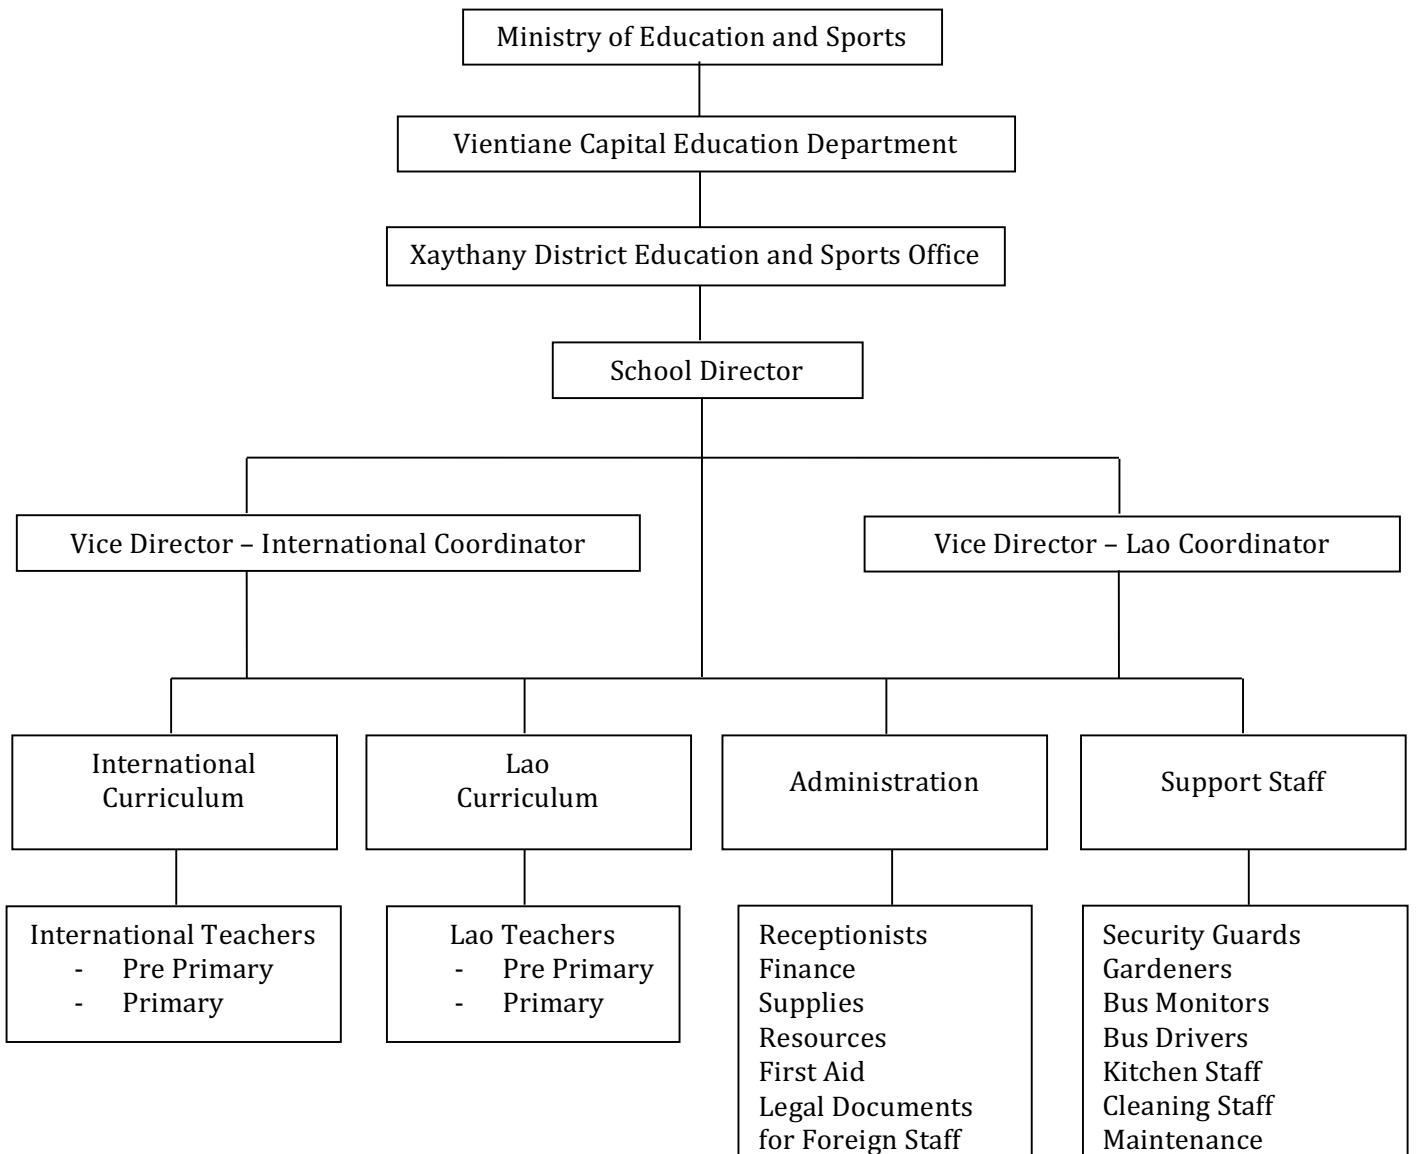 Ministry of Education and Sports
Vientiane Capital Education Department
Xaythany District Education and Sports Office
School Director
Vice Director – International Coordinator
Vice Director – Lao Coordinator
International
Curriculum
Lao
Curriculum
Administration
Support Staff
International Teachers
- Pre Primary
- Primary
Lao Teachers
- Pre Primary
- Primary
Receptionists
Finance
Supplies
Resources
First Aid
Legal Documents
for Foreign Staff
Security Guards
Gardeners
Bus Monitors
Bus Drivers
Kitchen Staff
Cleaning Staff
Maintenance